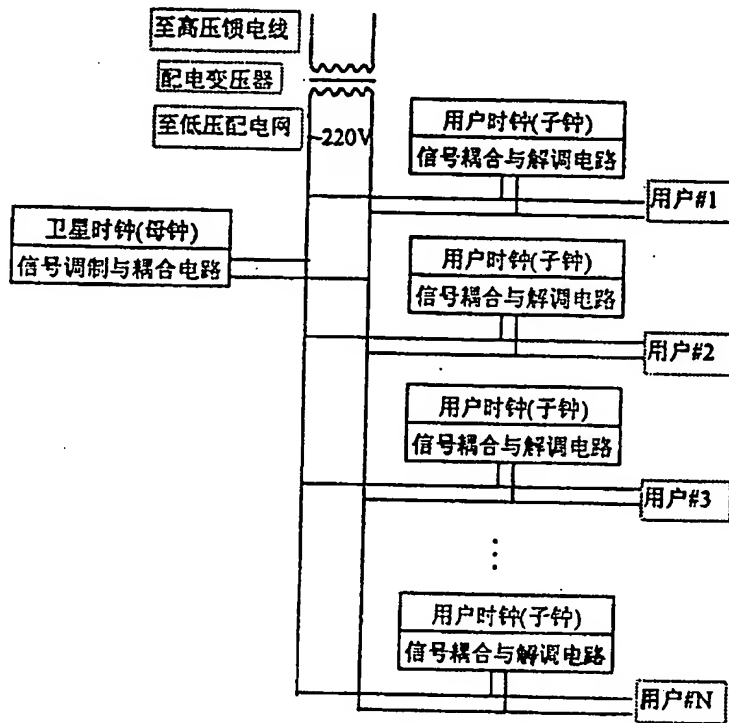 至高压馈电线
配电变压器
至低压配电网
~220V
用户时钟(子钟)
信号耦合与解调电路
用户#1
卫星时钟(母钟)
信号调制与耦合电路
用户时钟(子钟)
信号耦合与解调电路
用户#2
用户时钟(子钟)
信号耦合与解调电路
用户#3
⋮
用户时钟(子钟)
信号耦合与解调电路
用户#N